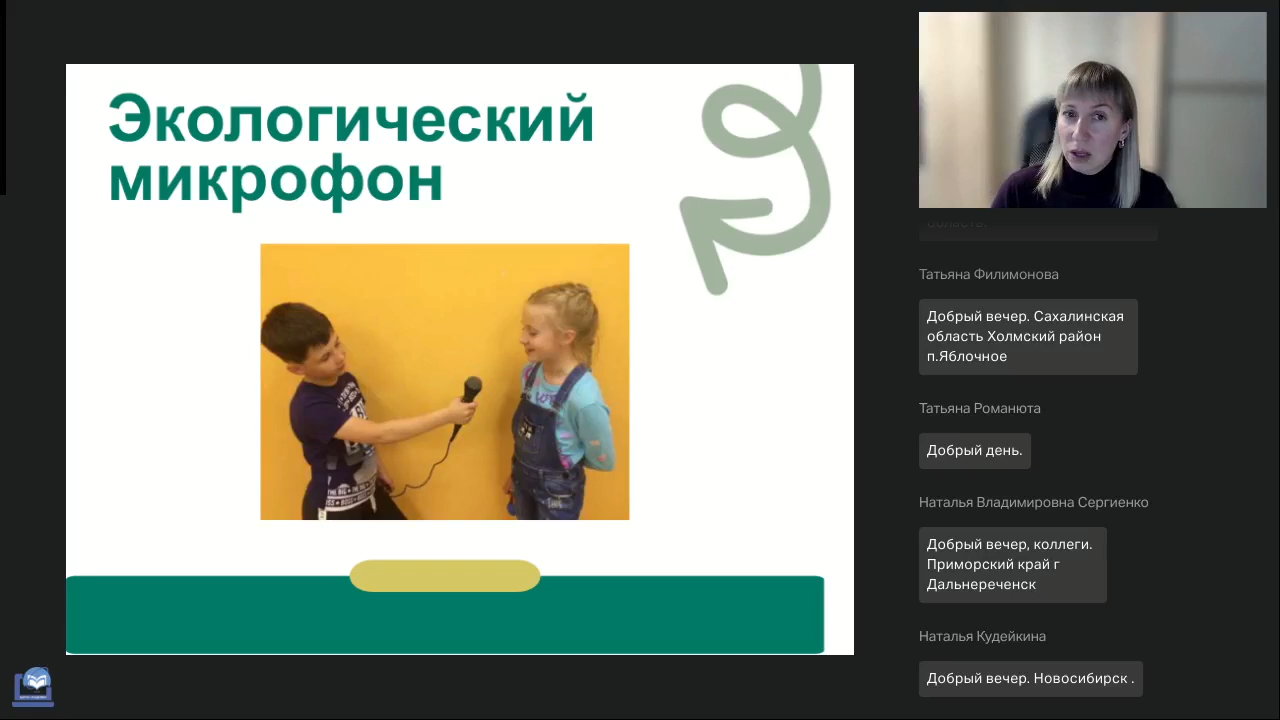 Экологический
микрофон
область.
Татьяна Филимонова
Добрый вечер. Сахалинская
область Холмский район
п.Яблочное
Татьяна Романюта
Добрый день.
Наталья Владимировна Сергиенко
Добрый вечер, коллеги.
Приморский край г
Дальнереченск
Наталья Кудейкина
Добрый вечер. Новосибирск .